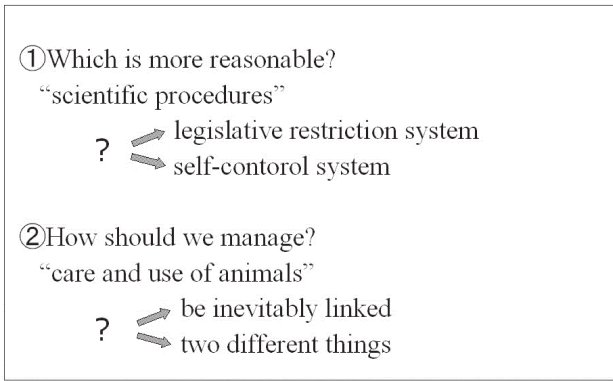 ①Which is more reasonable?
“scientific procedures”
legislative restriction system
?
self-contorol system
②How should we manage?
“care and use of animals”
be inevitably linked
?
two different things